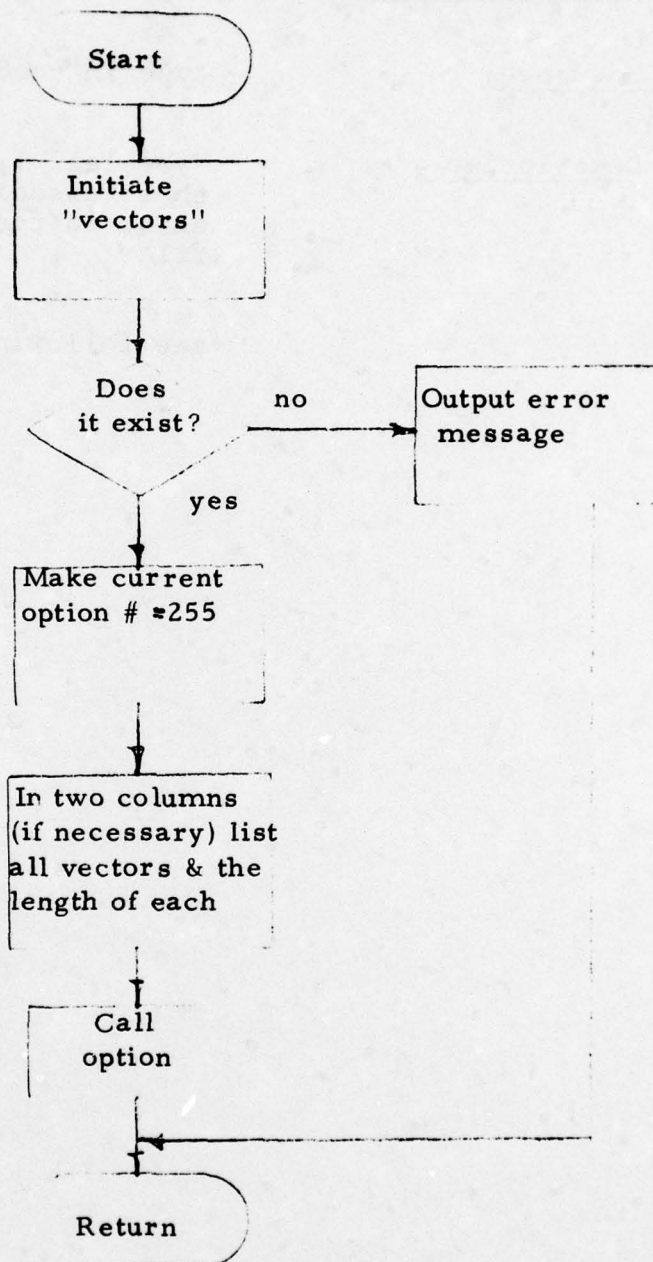 Start
Initiate
"vectors"
Does
it exist?
no
Output error
message
yes
Make current
option # =255
In two columns
(if necessary) list
all vectors & the
length of each
Call
option
Return